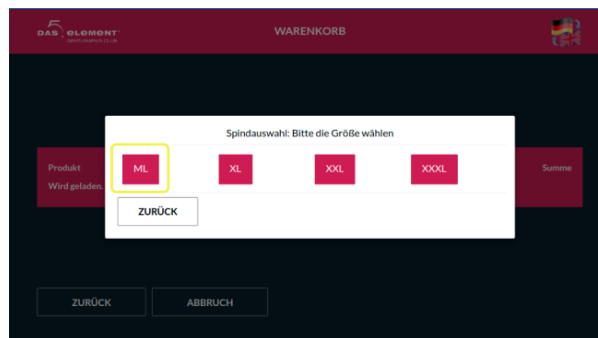 DAS 5 ELEMENT
WARENKORB
Spindauswahl: Bitte die Größe wählen
Produkt
ML
XL
XXL
XXXL
Summe
Wird geladen.
ZURÜCK
ZURÜCK
ABBRUCH